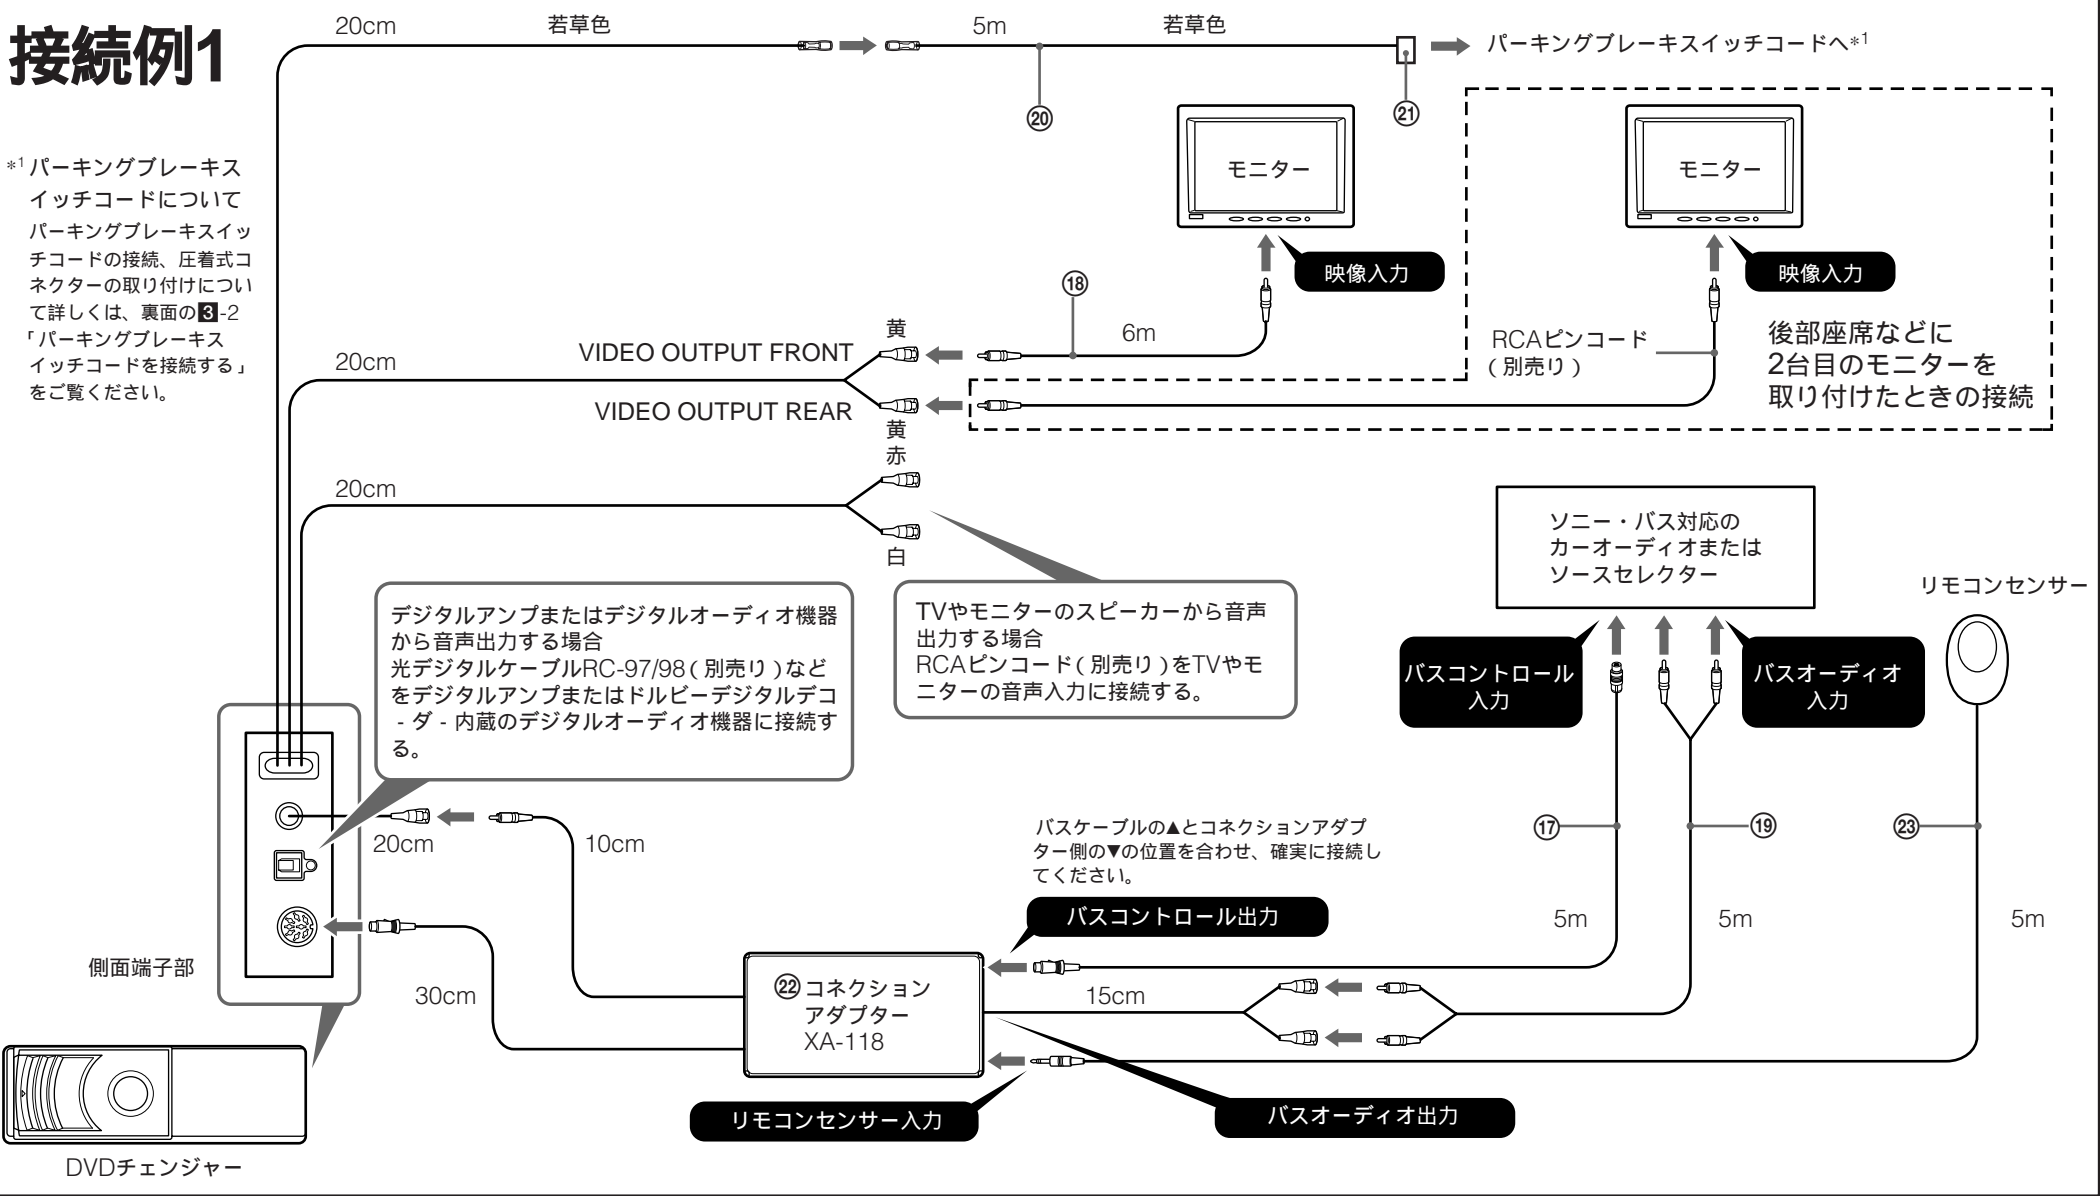 接続例1
20cm
若草色
5m
若草色
パーキングブレーキスイッチコードへ*1
⑳
㉑
*1 パーキングブレーキス
イッチコードについて
パーキングブレーキスイッ
チコードの接続、圧着式コ
ネクターの取り付けについ
て詳しくは、裏面の3-2
「パーキングブレーキス
イッチコードを接続する」
をご覧ください。
モニター
モニター
映像入力
映像入力
⑱
6m
黄
VIDEO OUTPUT FRONT
20cm
VIDEO OUTPUT REAR
黄
RCAピンコード
(別売り)
後部座席などに
2台目のモニターを
取り付けたときの接続
赤
20cm
白
デジタルアンプまたはデジタルオーディオ機器
から音声出力する場合
光デジタルケーブルRC-97/98(別売り)など
をデジタルアンプまたはドルビーデジタルデコ
-ダ-内蔵のデジタルオーディオ機器に接続す
る。
TVやモニターのスピーカーから音声
出力する場合
RCAピンコード(別売り)をTVやモ
ニターの音声入力に接続する。
ソニー・バス対応の
カーオーディオまたは
ソースセレクター
リモコンセンサー
バスコントロール
入力
バスオーディオ
入力
20cm
10cm
バスケーブルの▲とコネクションアダプ
ター側の▼の位置を合わせ、確実に接続し
てください。
⑰
⑲
㉓
バスコントロール出力
5m
5m
5m
側面端子部
30cm
㉒コネクション
アダプター
XA-118
15cm
リモコンセンサー入力
バスオーディオ出力
DVDチェンジャー